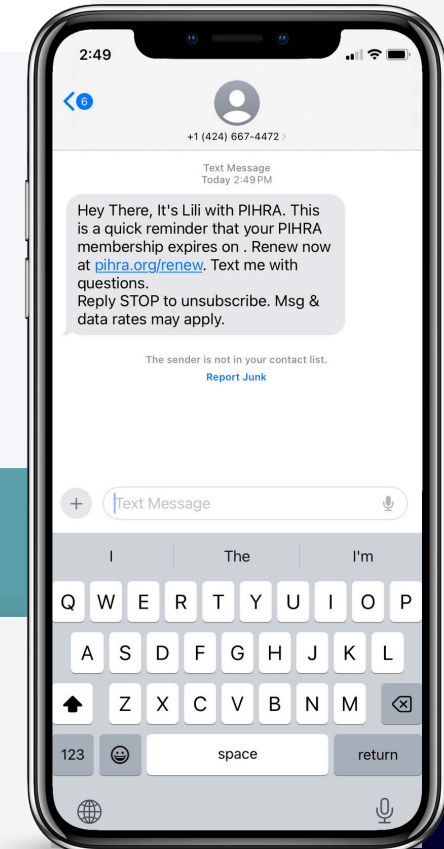 2:49
6
+1 (424) 667-4472
Text Message
Today 2:49 PM
Hey There, It's Lili with PIHRA. This
is a quick reminder that your PIHRA
membership expires on . Renew now
at pihra.org/renew. Text me with
questions.
Reply STOP to unsubscribe. Msg &
data rates may apply.
The sender is not in your contact list.
Report Junk
Text Message
I The I'm
Q W E R T Y U I O P
A S D F G H J K L
Z X C V B N M
123 space return